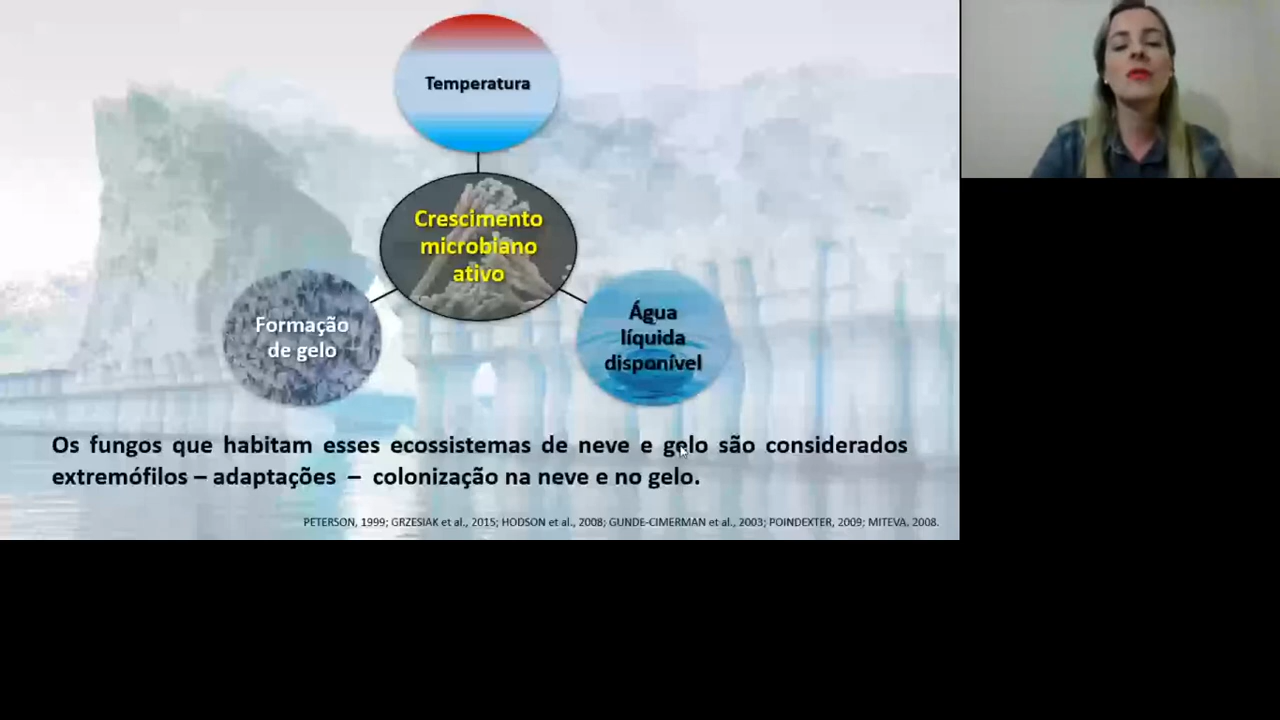 Temperatura
Crescimento
microbiano
ativo
Formação
de gelo
Água
líquida
disponível
Os fungos que habitam esses ecossistemas de neve e gelo são considerados
extremófilos – adaptações – colonização na neve e no gelo.
PETERSON, 1999; GRZESIAK et al., 2015; HODSON et al., 2008; GUNDE-CIMERMAN et al., 2003; POINDEXTER, 2009; MITEVA, 2008.